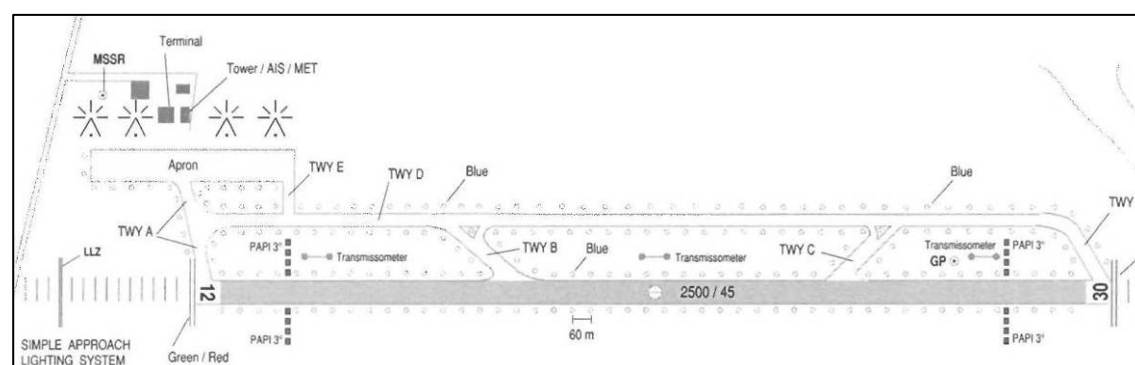 Terminal
MSSR
Tower / AIS / MET
Apron
TWY E
TWY D
Blue
Blue
TWY
TWY A
LLZ
PAPI 3°
Transmissometer
TWY B
Blue
Transmissometer
TWY C
Transmissometer
GP
PAPI 3°
12
2500 / 45
30
60 m
PAPI 3°
PAPI 3°
SIMPLE APPROACH
LIGHTING SYSTEM
Green / Red